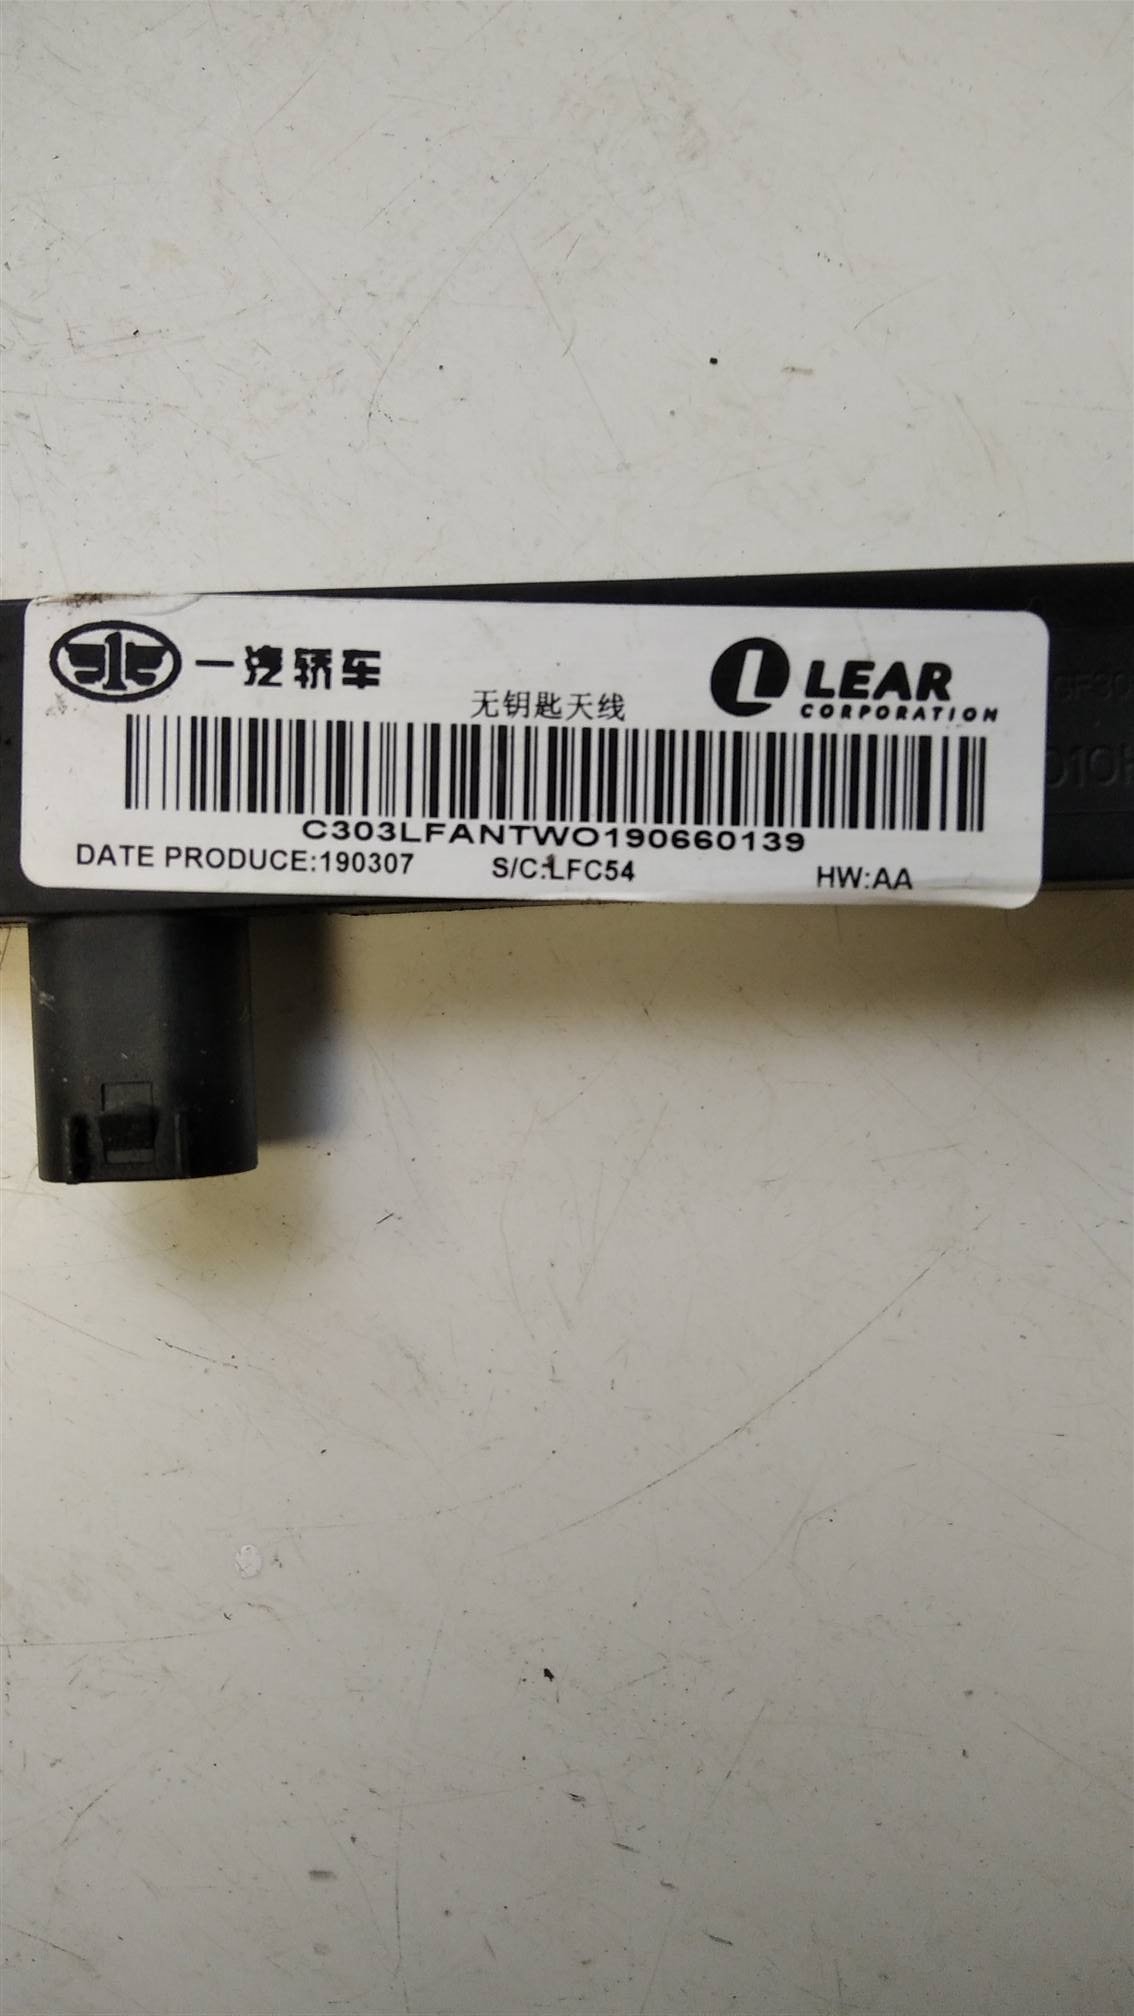 一汽轿车
LEAR
CORPORATION
无钥匙天线
C303LFANTWO190660139
DATE PRODUCE:190307 S/C:LFC54 HW:AA